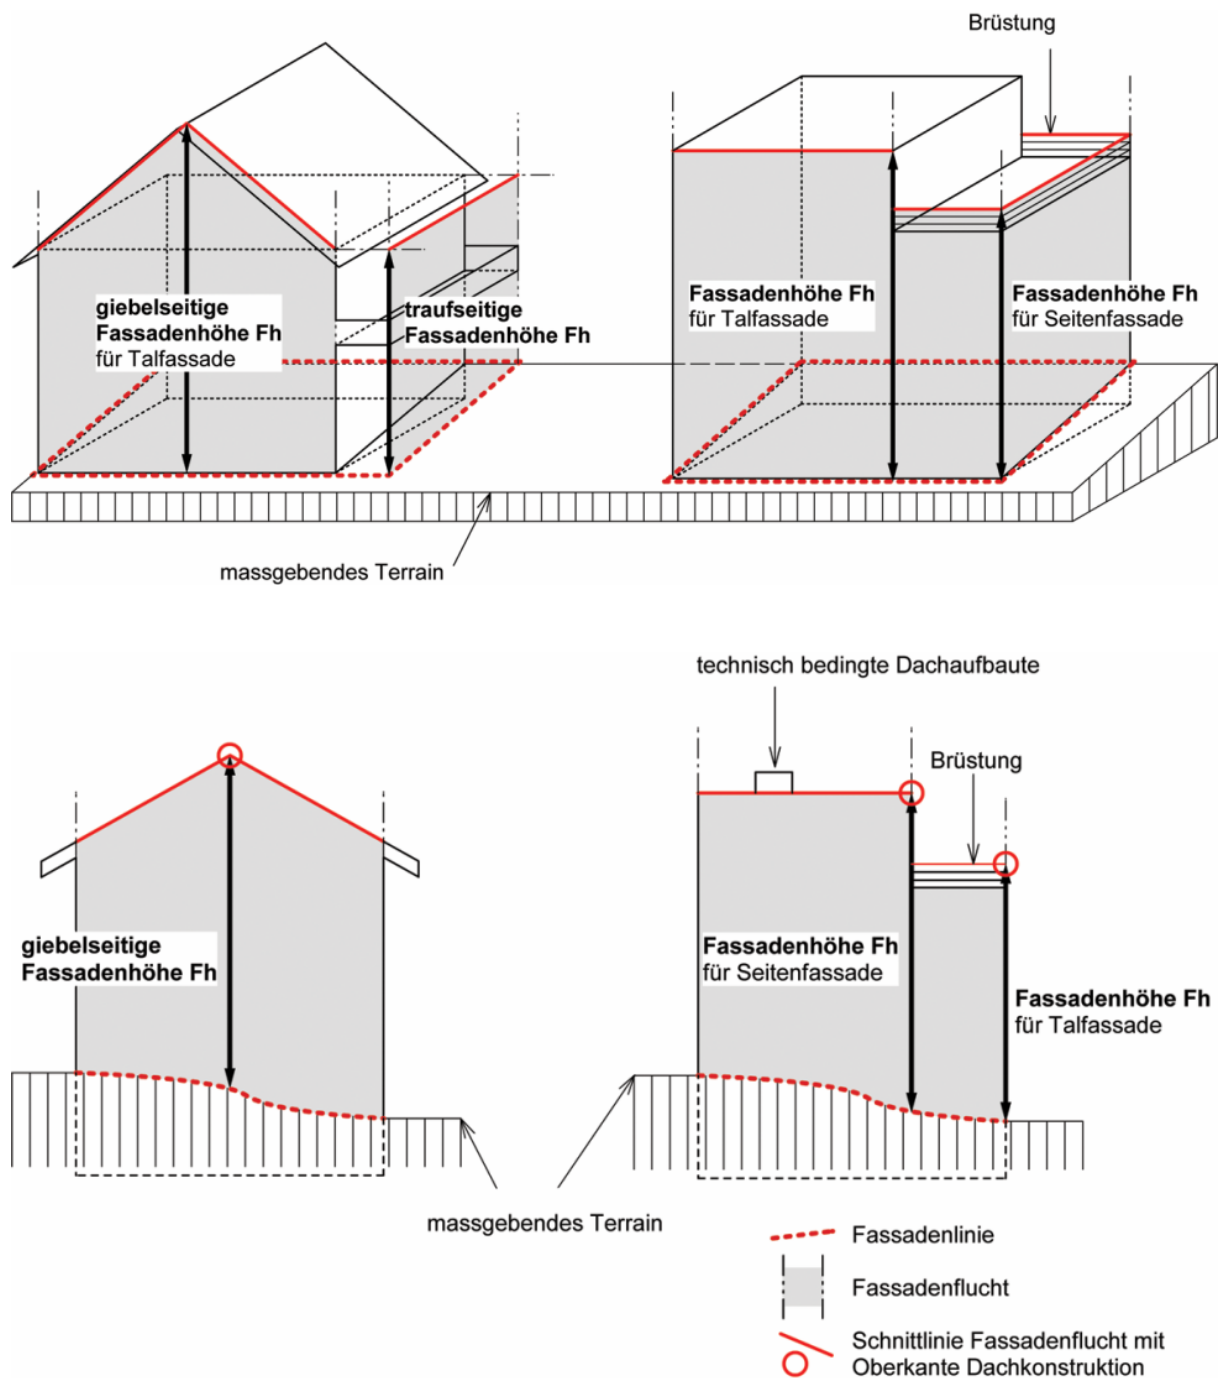 Brüstung
giebelseitige
Fassadenhöhe Fh
für Talfassade
traufseitige
Fassadenhöhe Fh
Fassadenhöhe Fh
für Talfassade
Fassadenhöhe Fh
für Seitenfassade
massgebendes Terrain
technisch bedingte Dachaufbaute
Brüstung
giebelseitige
Fassadenhöhe Fh
Fassadenhöhe Fh
für Seitenfassade
Fassadenhöhe Fh
für Talfassade
massgebendes Terrain
Fassadenlinie
Fassadenflucht
Schnittlinie Fassadenflucht mit
Oberkante Dachkonstruktion